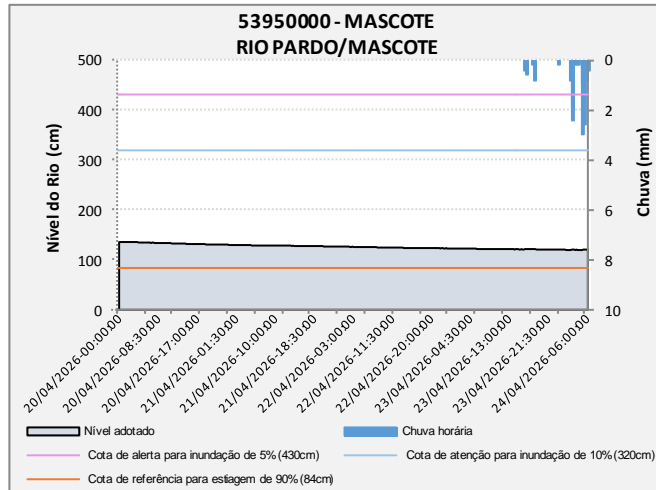 53950000 - MASCOTE
RIO PARDO/MASCOTE
Nível do Rio (cm)
500
400
300
200
100
0
Chuva (mm)
0
2
4
6
8
10
20/04/2026-00:00:00
20/04/2026-08:30:00
20/04/2026-17:00:00
21/04/2026-01:30:00
21/04/2026-10:00:00
21/04/2026-18:30:00
22/04/2026-03:00:00
22/04/2026-11:30:00
22/04/2026-20:00:00
23/04/2026-04:30:00
23/04/2026-13:00:00
23/04/2026-21:30:00
24/04/2026-06:00:00
Nível adotado
Chuva horária
Cota de alerta para inundação de 5% (430cm)
Cota de atenção para inundação de 10% (320cm)
Cota de referência para estiagem de 90% (84cm)